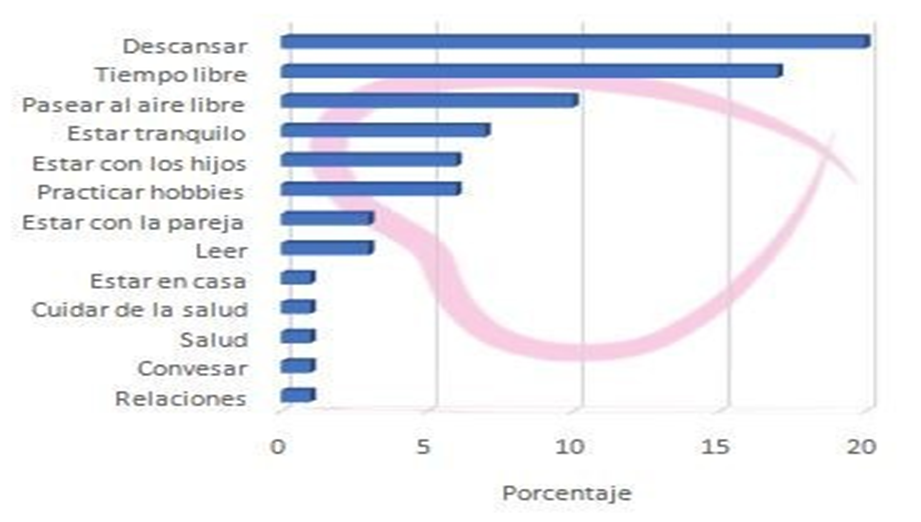 Descansar
Tiempo libre
Pasear al aire libre
Estar tranquilo
Estar con los hijos
Practicar hobbies
Estar con la pareja
Leer
Estar en casa
Cuidar de la salud
Salud
Convesar
Relaciones
0 5 10 15 20
Porcentaje